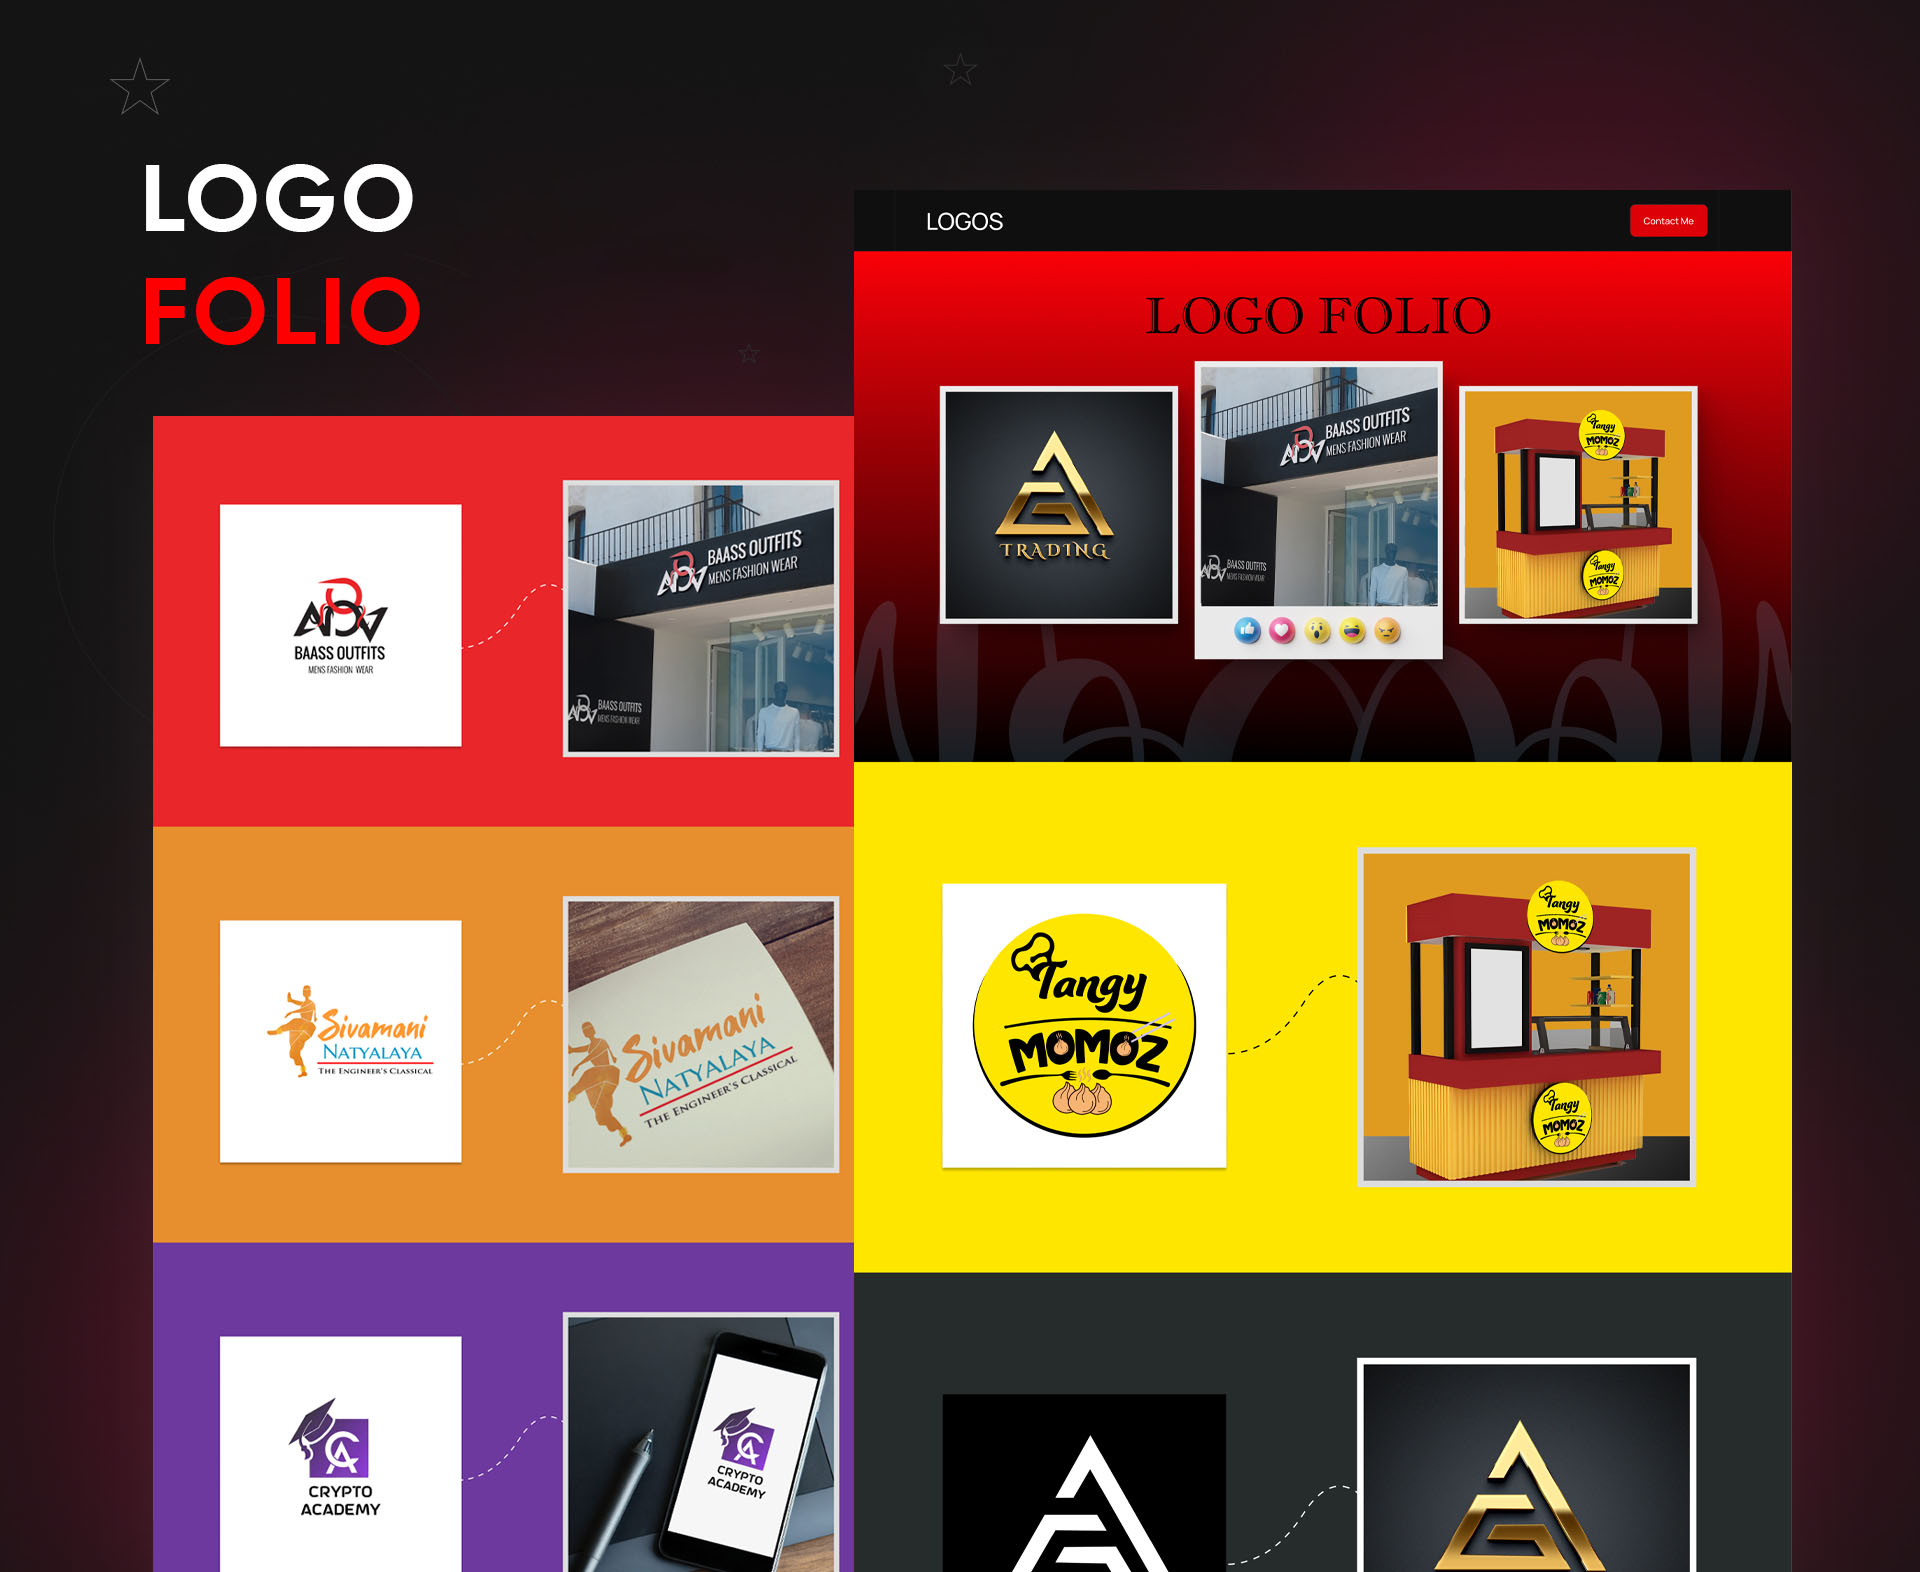 LOGO
FOLIO
LOGOS
Contact Me
LOGO FOLIO
TRADING
BAASS OUTFITS
MENS FASHION WEAR
BAASS OUTFITS
MENS FASHION WEAR
Tangy
MOMOZ
Tangy
MOMOZ
BAASS OUTFITS
MENS FASHION WEAR
BAASS OUTFITS
MENS FASHION WEAR
BAASS OUTFITS
MENS FASHION WEAR
Tangy
MOMOZ
Tangy
MOMOZ
Tangy
MOMOZ
Sivamani
NATYALAYA
THE ENGINEER'S CLASSICAL
Sivamani
NATYALAYA
THE ENGINEER'S CLASSICAL
CA
CRYPTO
ACADEMY
CA
CRYPTO
ACADEMY